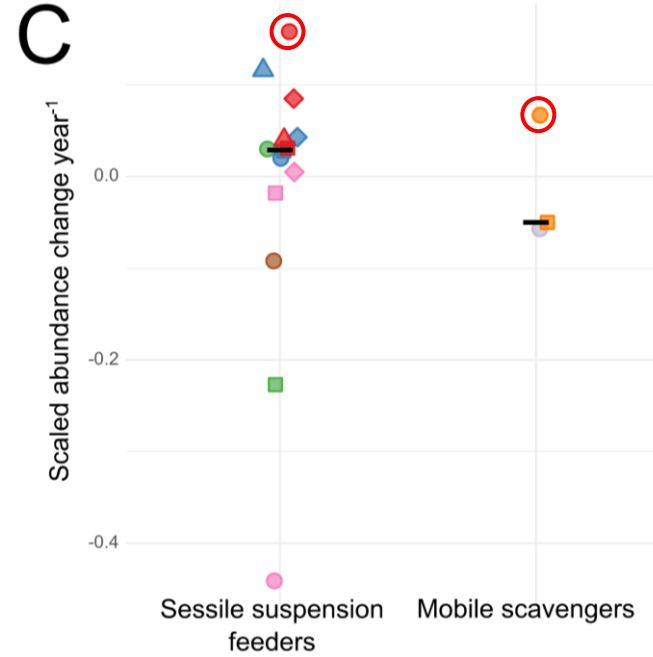 C
Scaled abundance change year-1
0.0
-0.2
-0.4
Sessile suspension
feeders
Mobile scavengers